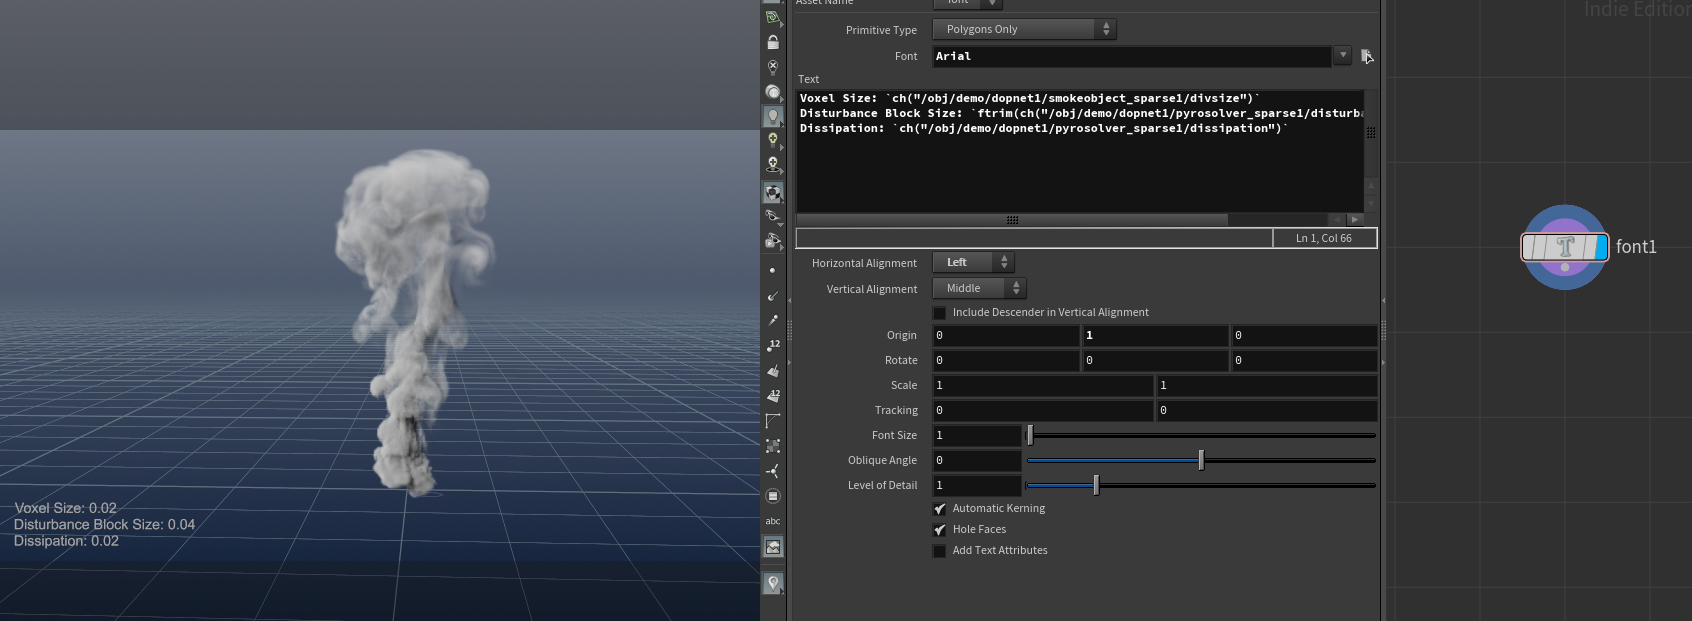 Asset Name
font
Indie Edition
Primitive Type
Polygons Only
Font
Arial
Text
Voxel Size: `ch("/obj/demo/dopnet1/smokeobject_sparse1/divsize")`
Disturbance Block Size: `ftrim(ch("/obj/demo/dopnet1/pyrosolver_sparse1/disturba
Dissipation: `ch("/obj/demo/dopnet1/pyrosolver_sparse1/dissipation")`
Ln 1, Col 66
Horizontal Alignment
Left
Vertical Alignment
Middle
Include Descender in Vertical Alignment
Origin
0 1 0
Rotate
0 0 0
Scale
1 1
Tracking
0 0
Font Size
1
Oblique Angle
0
Level of Detail
1
Automatic Kerning
Hole Faces
Add Text Attributes
12
12
abc
T font1
Voxel Size: 0.02
Disturbance Block Size: 0.04
Dissipation: 0.02